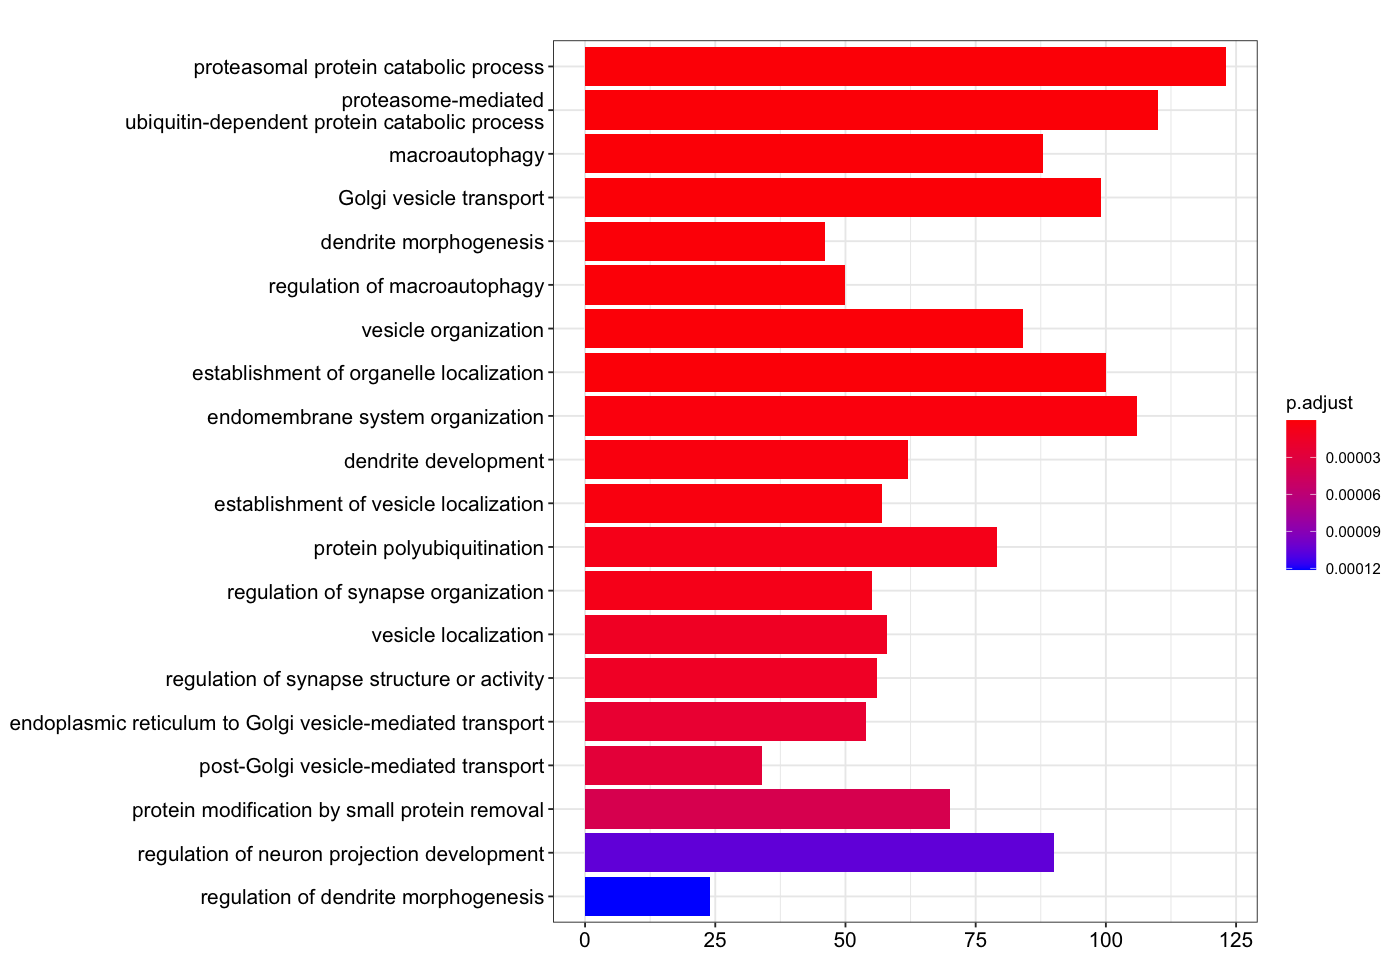 proteasomal protein catabolic process
proteasome-mediated
ubiquitin-dependent protein catabolic process
macroautophagy
Golgi vesicle transport
dendrite morphogenesis
regulation of macroautophagy
vesicle organization
establishment of organelle localization
endomembrane system organization
dendrite development
establishment of vesicle localization
protein polyubiquitination
regulation of synapse organization
vesicle localization
regulation of synapse structure or activity
endoplasmic reticulum to Golgi vesicle-mediated transport
post-Golgi vesicle-mediated transport
protein modification by small protein removal
regulation of neuron projection development
regulation of dendrite morphogenesis
0 25 50 75 100 125
p.adjust
0.00003
0.00006
0.00009
0.00012